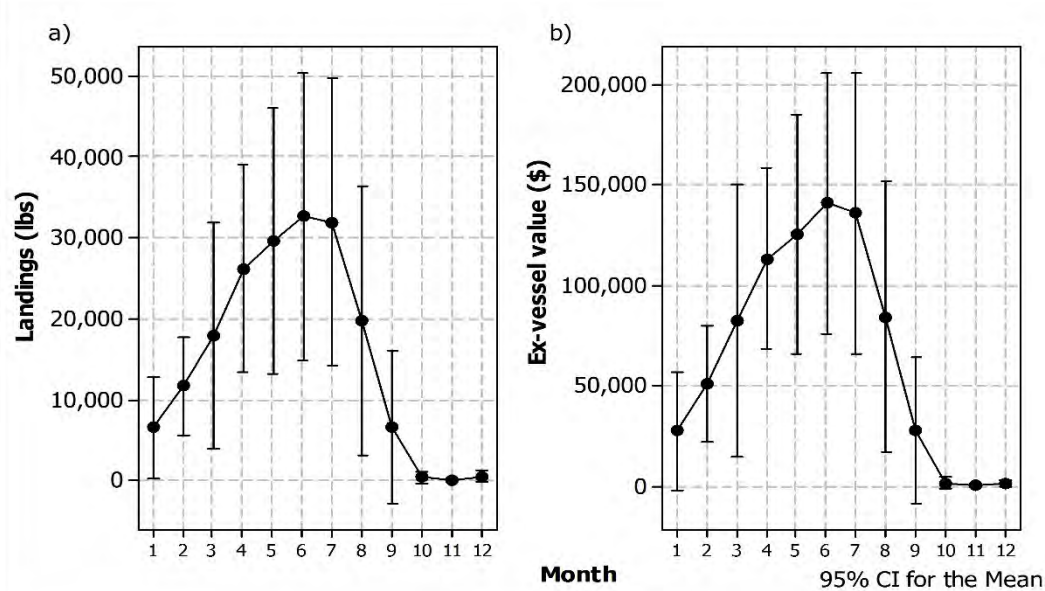 a)
Landings (lbs)
50,000
40,000
30,000
20,000
10,000
0
1 2 3 4 5 6 7 8 9 10 11 12
b)
Ex-vessel value ($)
200,000
150,000
100,000
50,000
0
1 2 3 4 5 6 7 8 9 10 11 12
Month
95% CI for the Mean